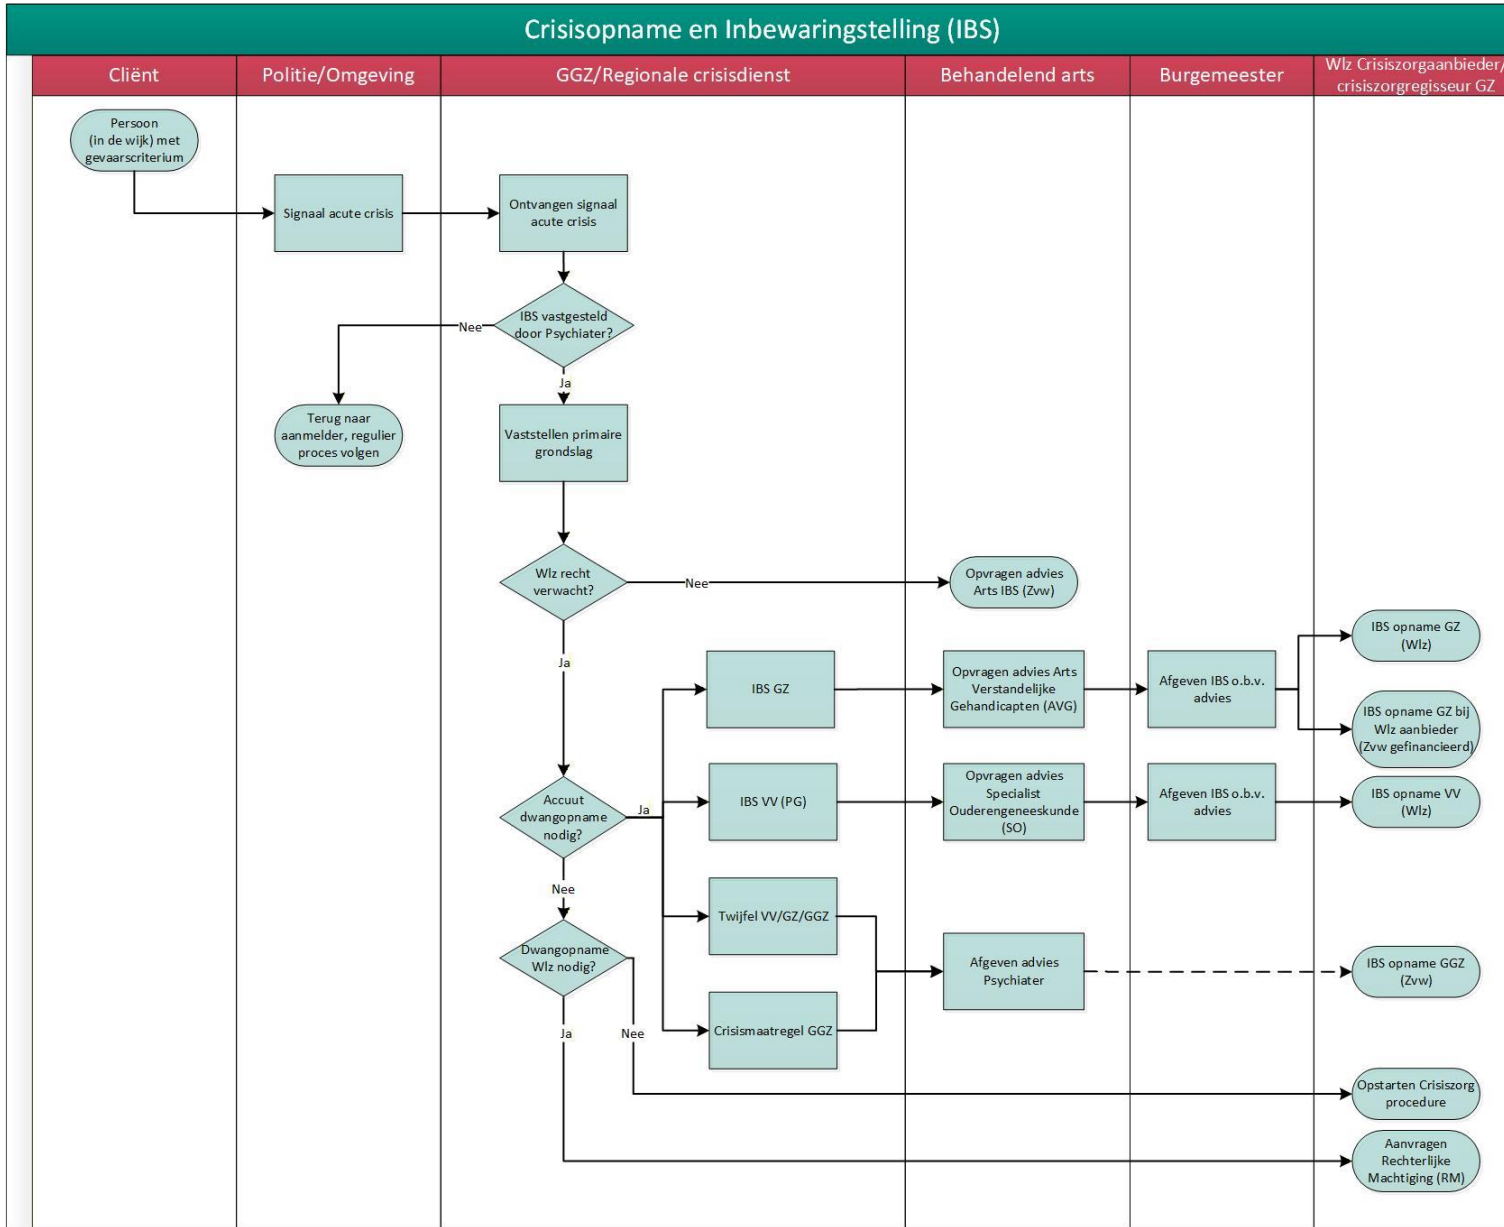 Crisisopname en Inbewaringstelling (IBS)
Cliënt
Politie/Omgeving
GGZ/Regionale crisisdienst
Behandelend arts
Burgemeester
Wlz Crisiszorgaanbieder/
crisiszorgregisseur GZ
Persoon
(in de wijk) met
gevaarscriterium
Signaal acute crisis
Ontvangen signaal
acute crisis
IBS vastgesteld
door Psychiater?
Nee
Ja
Terug naar
aanmelder, regulier
proces volgen
Vaststellen primaire
grondslag
Wlz recht
verwacht?
Nee
Opvragen advies
Arts IBS (Zvw)
Ja
IBS GZ
Opvragen advies Arts
Verstandelijke
Gehandicapten (AVG)
Afgeven IBS o.b.v.
advies
IBS opname GZ
(Wlz)
IBS opname GZ bij
Wlz aanbieder
(Zvw gefinancieerd)
Accuut
dwangopname
nodig?
Ja
IBS VV (PG)
Opvragen advies
Specialist
Ouderengeneeskunde
(SO)
Afgeven IBS o.b.v.
advies
IBS opname VV
(Wlz)
Nee
Twijfel VV/GZ/GGZ
Dwangopname
Wlz nodig?
Afgeven advies
Psychiater
IBS opname GGZ
(Zvw)
Ja
Nee
Crisismaatregel GGZ
Opstarten Crisiszorg
procedure
Aanvragen
Rechterlijke
Machtiging (RM)